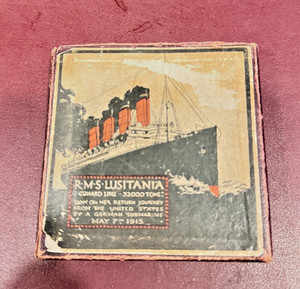 R·M·S·LUSITANIA
CUNARD LINE - 32000 TONS
SUNK ON HER RETURN JOURNEY
FROM THE UNITED STATES
BY A GERMAN SUBMARINE
MAY 7TH 1915